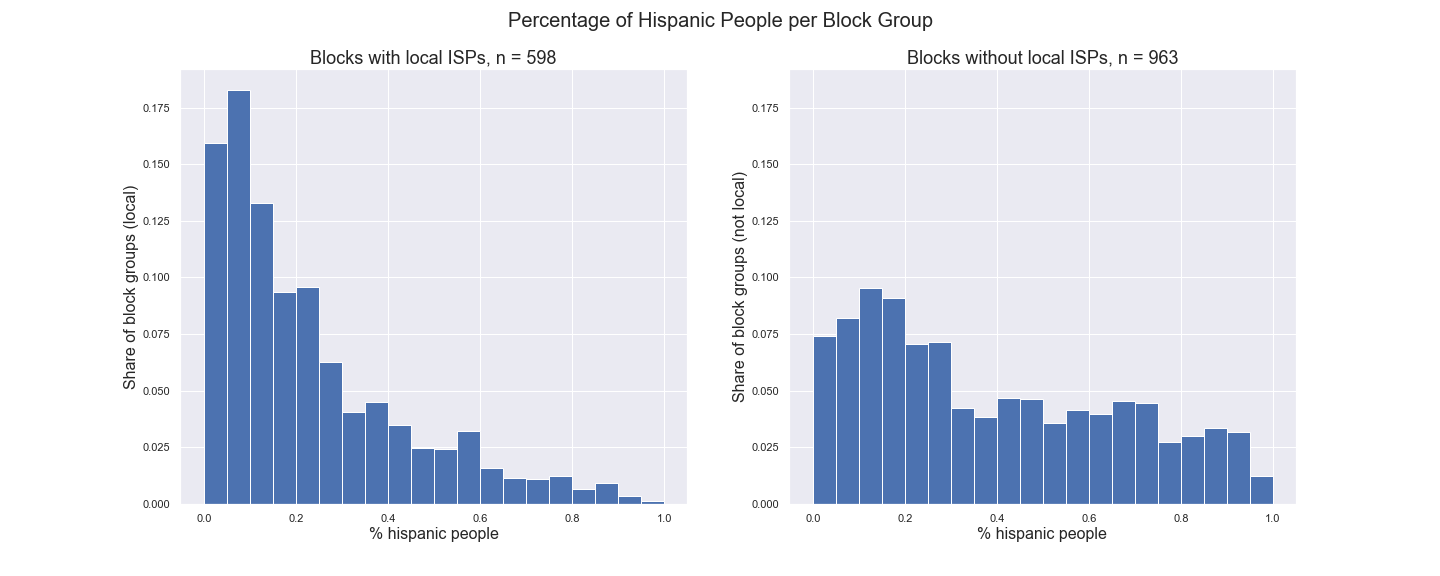 Percentage of Hispanic People per Block Group
Blocks with local ISPs, n = 598
Share of block groups (local)
0.175
0.150
0.125
0.100
0.075
0.050
0.025
0.000
0.0 0.2 0.4 0.6 0.8 1.0
% hispanic people
Blocks without local ISPs, n = 963
Share of block groups (not local)
0.175
0.150
0.125
0.100
0.075
0.050
0.025
0.000
0.0 0.2 0.4 0.6 0.8 1.0
% hispanic people